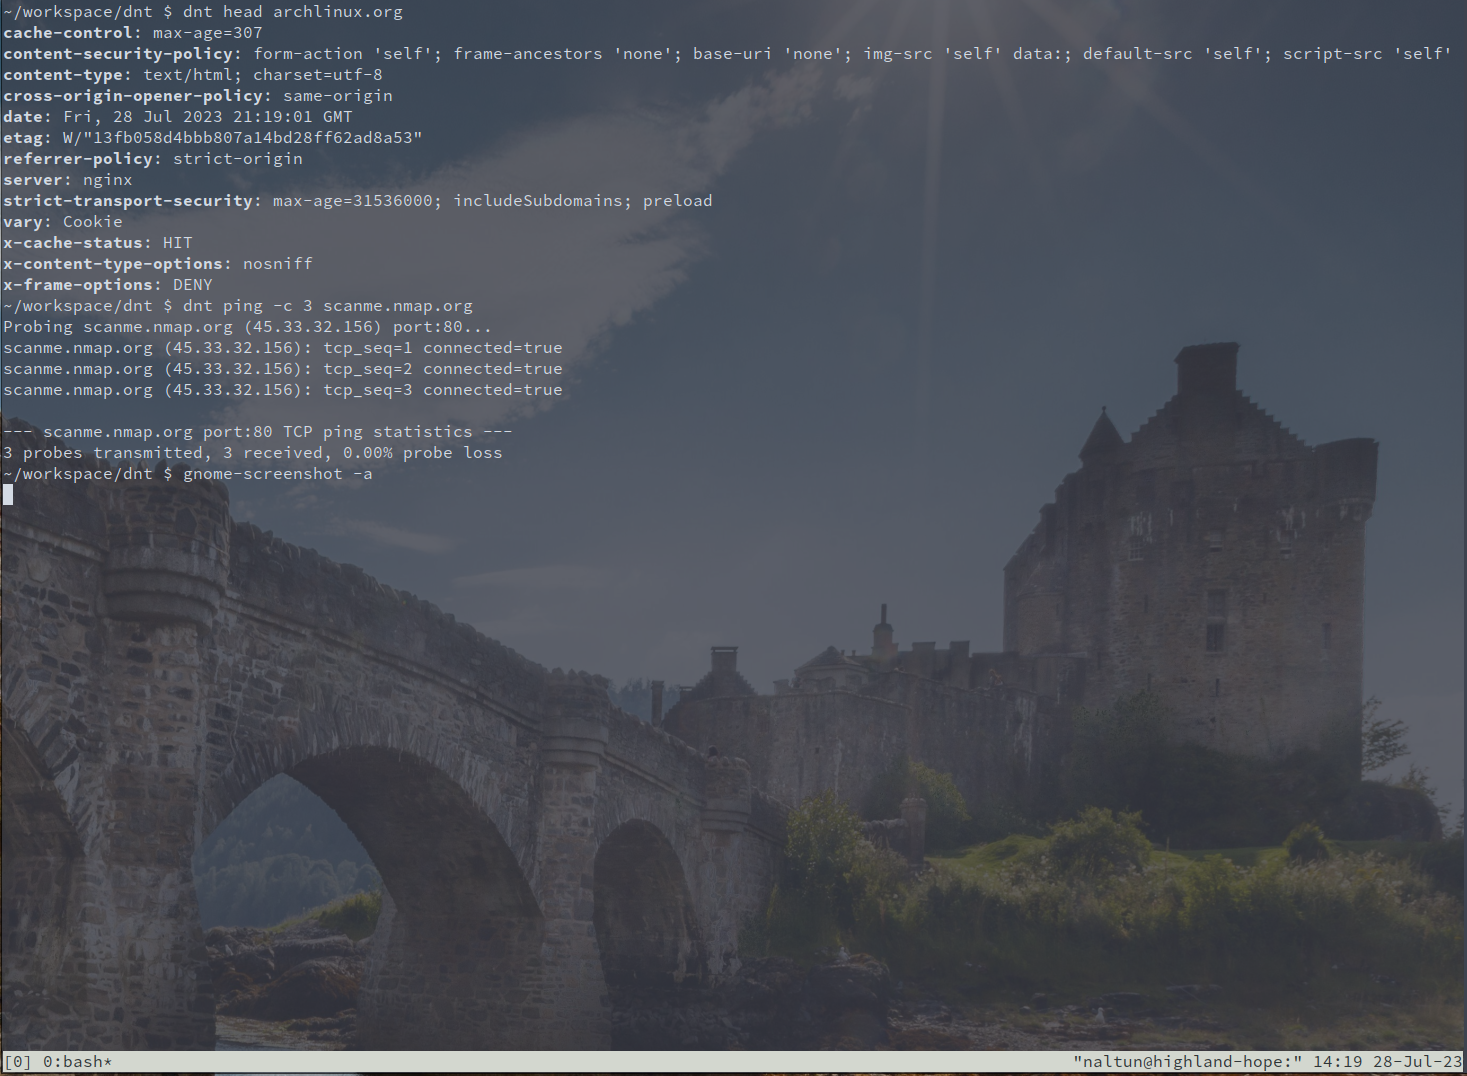 ~/workspace/dnt $ dnt head archlinux.org
cache-control: max-age=307
content-security-policy: form-action 'self'; frame-ancestors 'none'; base-uri 'none'; img-src 'self' data:; default-src 'self'; script-src 'self'
content-type: text/html; charset=utf-8
cross-origin-opener-policy: same-origin
date: Fri, 28 Jul 2023 21:19:01 GMT
etag: W/"13fb058d4bbb807a14bd28ff62ad8a53"
referrer-policy: strict-origin
server: nginx
strict-transport-security: max-age=31536000; includeSubdomains; preload
vary: Cookie
x-cache-status: HIT
x-content-type-options: nosniff
x-frame-options: DENY
~/workspace/dnt $ dnt ping -c 3 scanme.nmap.org
Probing scanme.nmap.org (45.33.32.156) port:80...
scanme.nmap.org (45.33.32.156): tcp_seq=1 connected=true
scanme.nmap.org (45.33.32.156): tcp_seq=2 connected=true
scanme.nmap.org (45.33.32.156): tcp_seq=3 connected=true
--- scanme.nmap.org port:80 TCP ping statistics ---
3 probes transmitted, 3 received, 0.00% probe loss
~/workspace/dnt $ gnome-screenshot -a
[0] 0:bash* "naltun@highland-hope:" 14:19 28-Jul-23